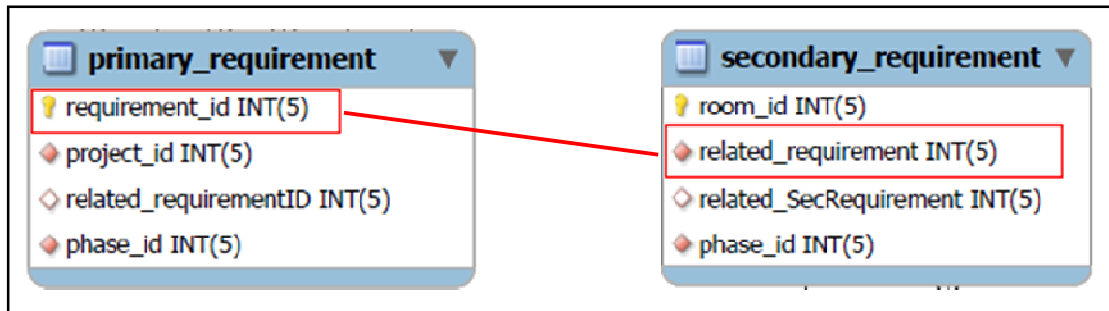 primary_requirement
requirement_id INT(5)
project_id INT(5)
related_requirementID INT(5)
phase_id INT(5)
secondary_requirement
room_id INT(5)
related_requirement INT(5)
related_SecRequirement INT(5)
phase_id INT(5)